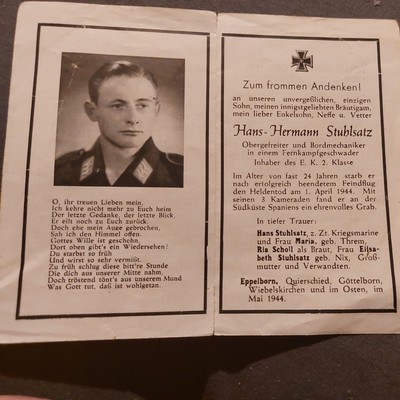 O, ihr treuen Lieben mein,
Ich kehre nicht mehr zu Euch heim
Der letzte Gedanke, der letzte Blick,
Er eilt noch zu Euch zurück.
Doch ehe mein Auge gebrochen,
Sah ich den Himmel offen.
Gottes Wille ist geschehn,
Dort oben gibt's ein Wiedersehen!
Du starbst so früh
Und wirst so sehr vermißt.
Zu früh schlug diese bitt're Stunde
Die dich aus unserer Mitte nahm,
Doch tröstend tönt's aus unserem Mund
Was Gott tut, daß ist wohlgetan.
Zum frommen Andenken!
an unseren unvergeßlichen, einzigen
Sohn, meinen innigstgeliebten Bräutigam,
mein lieber Enkelsohn, Neffe u. Vetter
Hans-Hermann Stuhlsatz
Obergefreiter und Bordmechaniker
in einem Fernkampfgeschwader
Inhaber des E. K. 2. Klasse
Im Alter von fast 24 Jahren starb er
nach erfolgreich beendetem Feindflug
den Heldentod am 1. April 1944. Mit
seinen 3 Kameraden fand er an der
Südküste Spaniens ein ehrenvolles Grab.
In tiefer Trauer:
Hans Stuhlsatz, z. Zt. Kriegsmarine
und Frau Maria, geb. Threm,
Ria Scholl als Braut, Frau Elisa-
beth Stuhlsatz geb. Nix, Groß-
mutter und Verwandten.
Eppelborn, Quierschied, Göttelborn,
Wiebelskirchen und im Osten, im
Mai 1944.